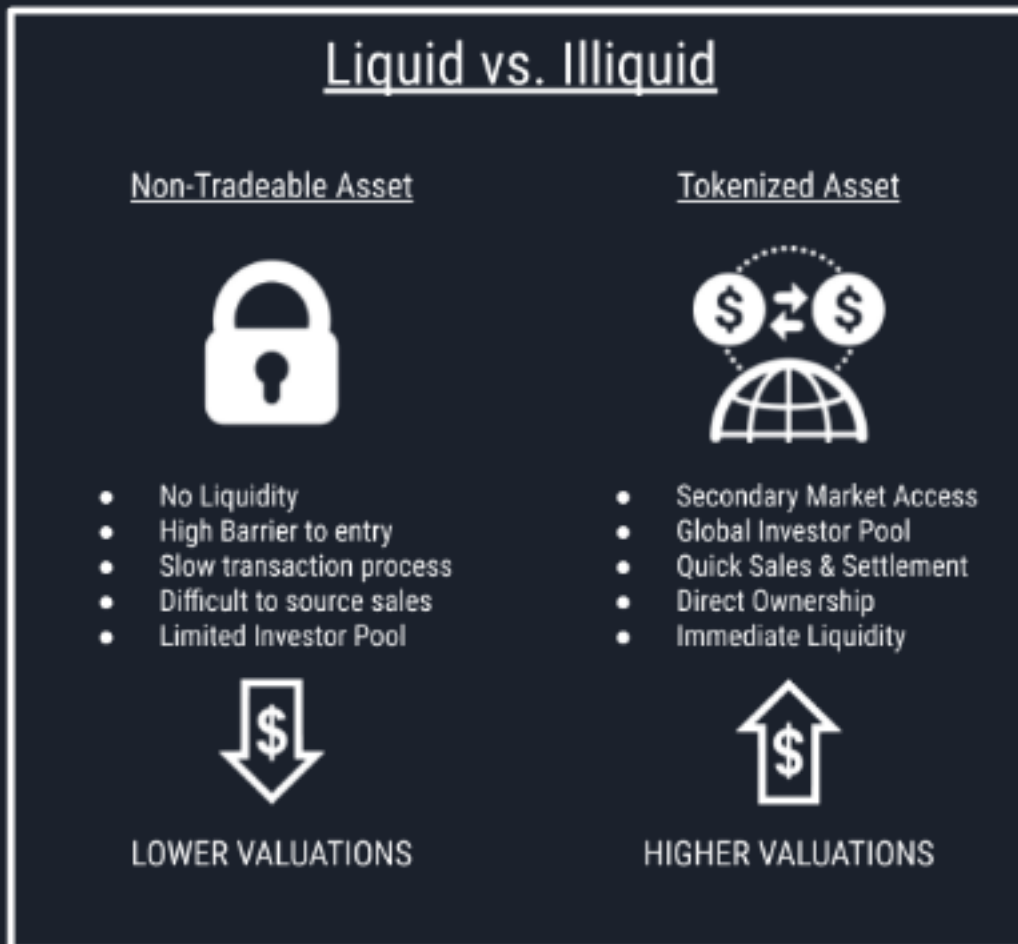 Liquid vs. Illiquid
Non-Tradeable Asset
● No Liquidity
● High Barrier to entry
● Slow transaction process
● Difficult to source sales
● Limited Investor Pool
$
LOWER VALUATIONS
Tokenized Asset
$ $
● Secondary Market Access
● Global Investor Pool
● Quick Sales & Settlement
● Direct Ownership
● Immediate Liquidity
$
HIGHER VALUATIONS